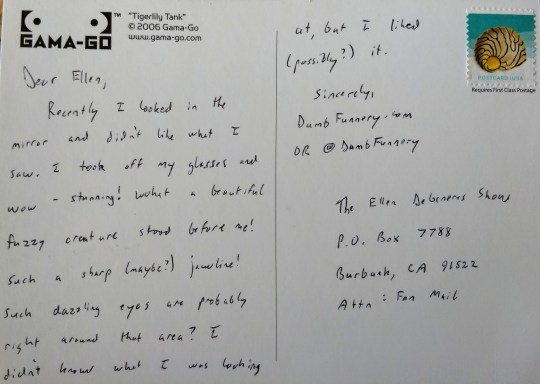 GAMA-GO™
"Tigerlily Tank"
© 2006 Gama-Go
www.gama-go.com
Dear Ellen,
Recently I looked in the
mirror and didn't like what I
saw. I took off my glasses and
wow - stunning! What a beautiful
fuzzy creature stood before me!
Such a sharp (maybe?) jawline!
Such dazzling eyes are probably
right around that area? I
didn't know what I was looking
at, but I liked
(possibly?) it.
Sincerely,
DumbFunnery.com
OR @DumbFunnery
POSTCARD
Requires First Class Postage
The Ellen DeGeneres Show
P.O. Box 7788
Burbank, CA 91522
Attn: Fan Mail